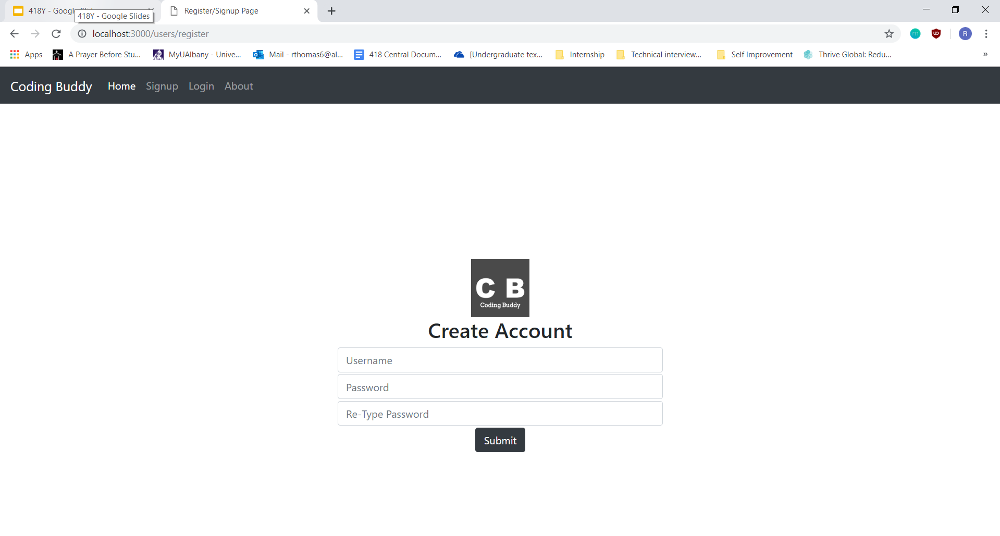 418Y - Googl
418Y - Google Slides
Register/Signup Page
localhost:3000/users/register
R
Apps
A Prayer Before Stu...
MyUAlbany - Unive...
Mail - rthomas6@al...
418 Central Docum...
[Undergraduate tex...
Internship
Technical interview...
Self Improvement
Thrive Global: Redu...
»
Coding Buddy Home Signup Login About
C B
Coding Buddy
Create Account
Username
Password
Re-Type Password
Submit